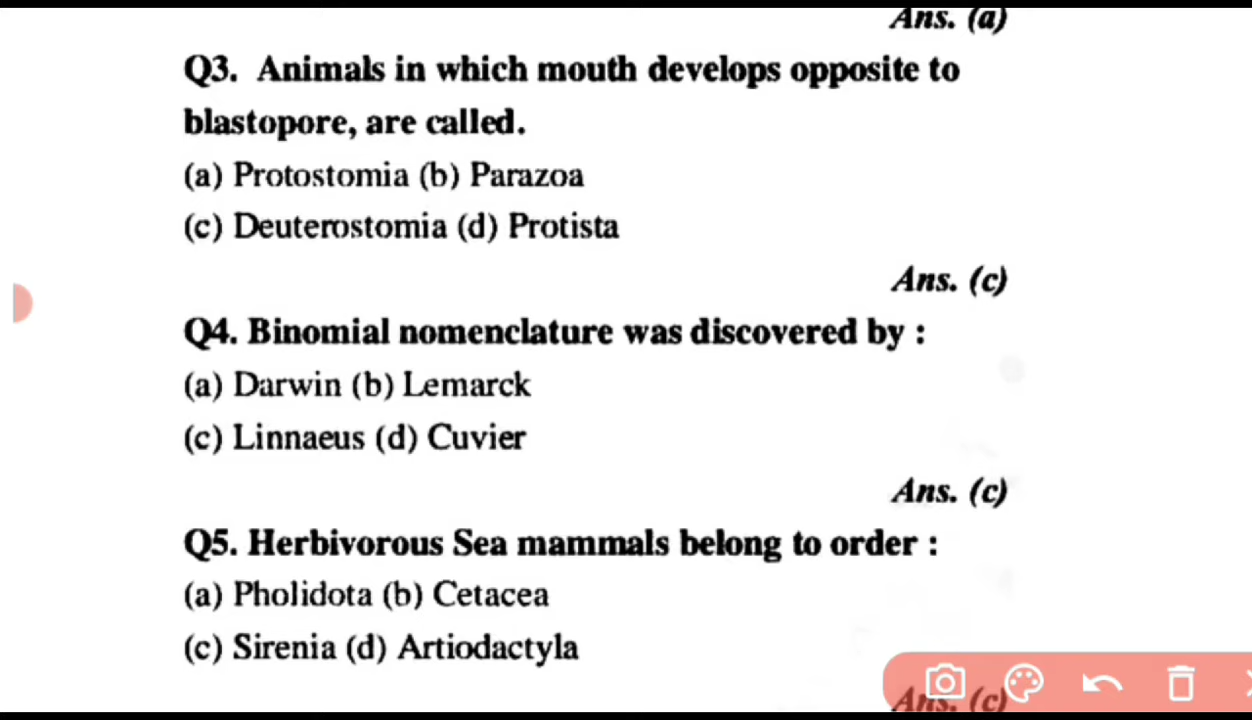 Ans. (a)
Q3. Animals in which mouth develops opposite to
blastopore, are called.
(a) Protostomia (b) Parazoa
(c) Deuterostomia (d) Protista
Ans. (c)
Q4. Binomial nomenclature was discovered by :
(a) Darwin (b) Lemarck
(c) Linnaeus (d) Cuvier
Ans. (c)
Q5. Herbivorous Sea mammals belong to order :
(a) Pholidota (b) Cetacea
(c) Sirenia (d) Artiodactyla
Ans. (c)